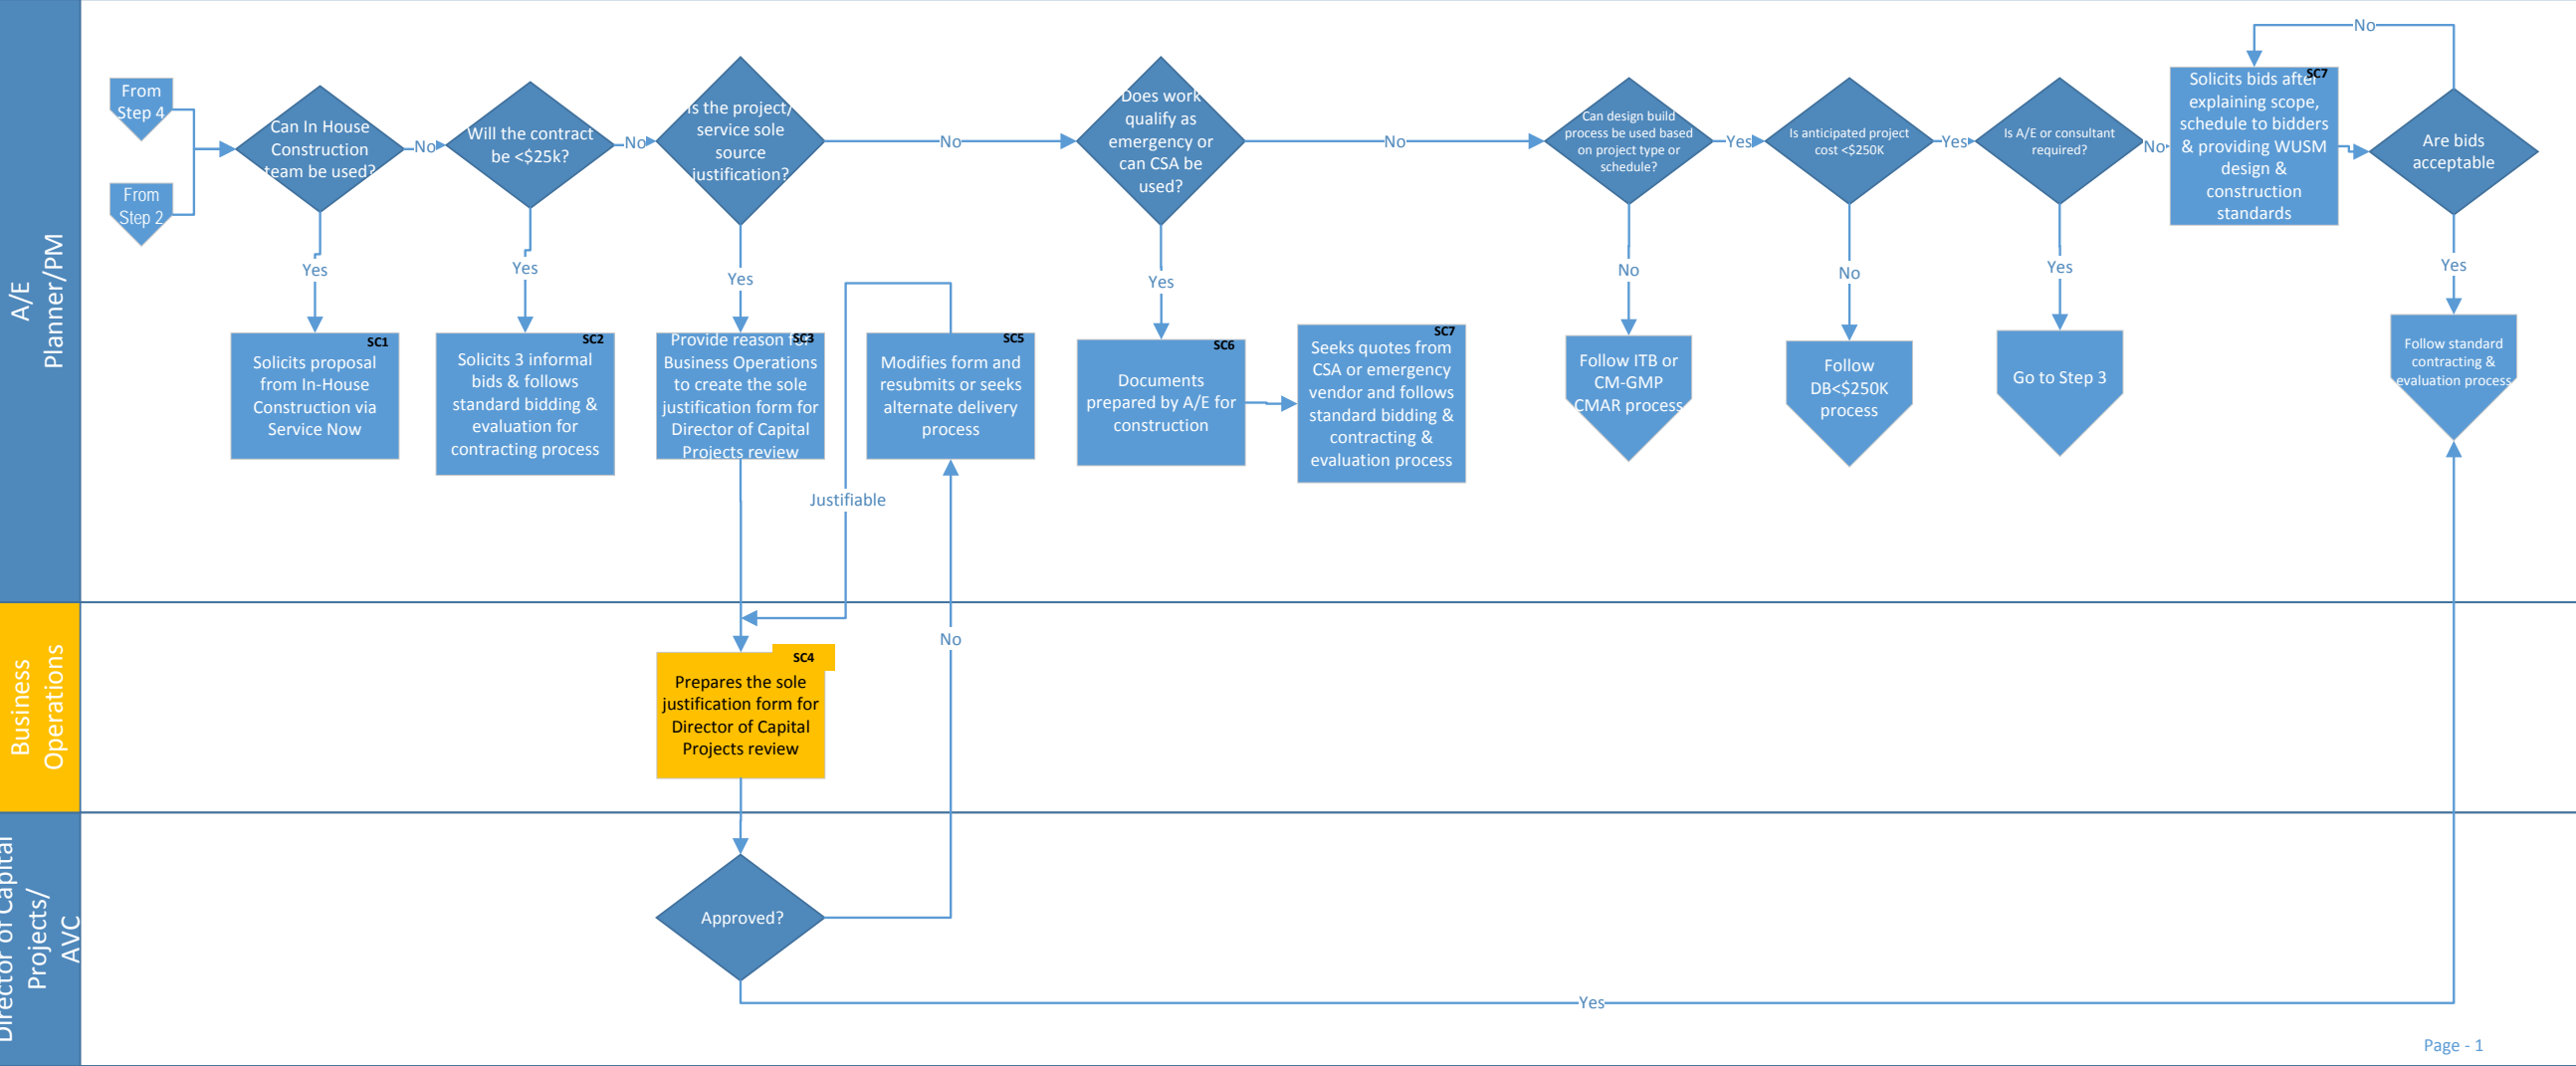 A/E
Planner/PM
Business
Operations
Director of Capital
Projects/
AVC
From
Step 4
From
Step 2
Can In House
Construction
team be used?
No
Yes
SC1
Solicits proposal
from In-House
Construction via
Service Now
Will the contract
be <$25k?
No
Yes
SC2
Solicits 3 informal
bids & follows
standard bidding &
evaluation for
contracting process
Is the project/
service sole
source
justification?
No
Yes
SC3
Provide reason for
Business Operations
to create the sole
justification form for
Director of Capital
Projects review
SC5
Modifies form and
resubmits or seeks
alternate delivery
process
Justifiable
No
SC4
Prepares the sole
justification form for
Director of Capital
Projects review
Approved?
Yes
Does work
qualify as
emergency or
can CSA be
used?
No
Yes
SC6
Documents
prepared by A/E for
construction
SC7
Seeks quotes from
CSA or emergency
vendor and follows
standard bidding &
contracting &
evaluation process
Can design build
process be used based
on project type or
schedule?
Yes
No
Follow ITB or
CM-GMP
CMAR process
Is anticipated project
cost <$250K
Yes
No
Follow
DB<$250K
process
Is A/E or consultant
required?
No
Yes
Go to Step 3
SC7
Solicits bids after
explaining scope,
schedule to bidders
& providing WUSM
design &
construction
standards
Are bids
acceptable
No
Yes
Follow standard
contracting &
evaluation process
Page - 1